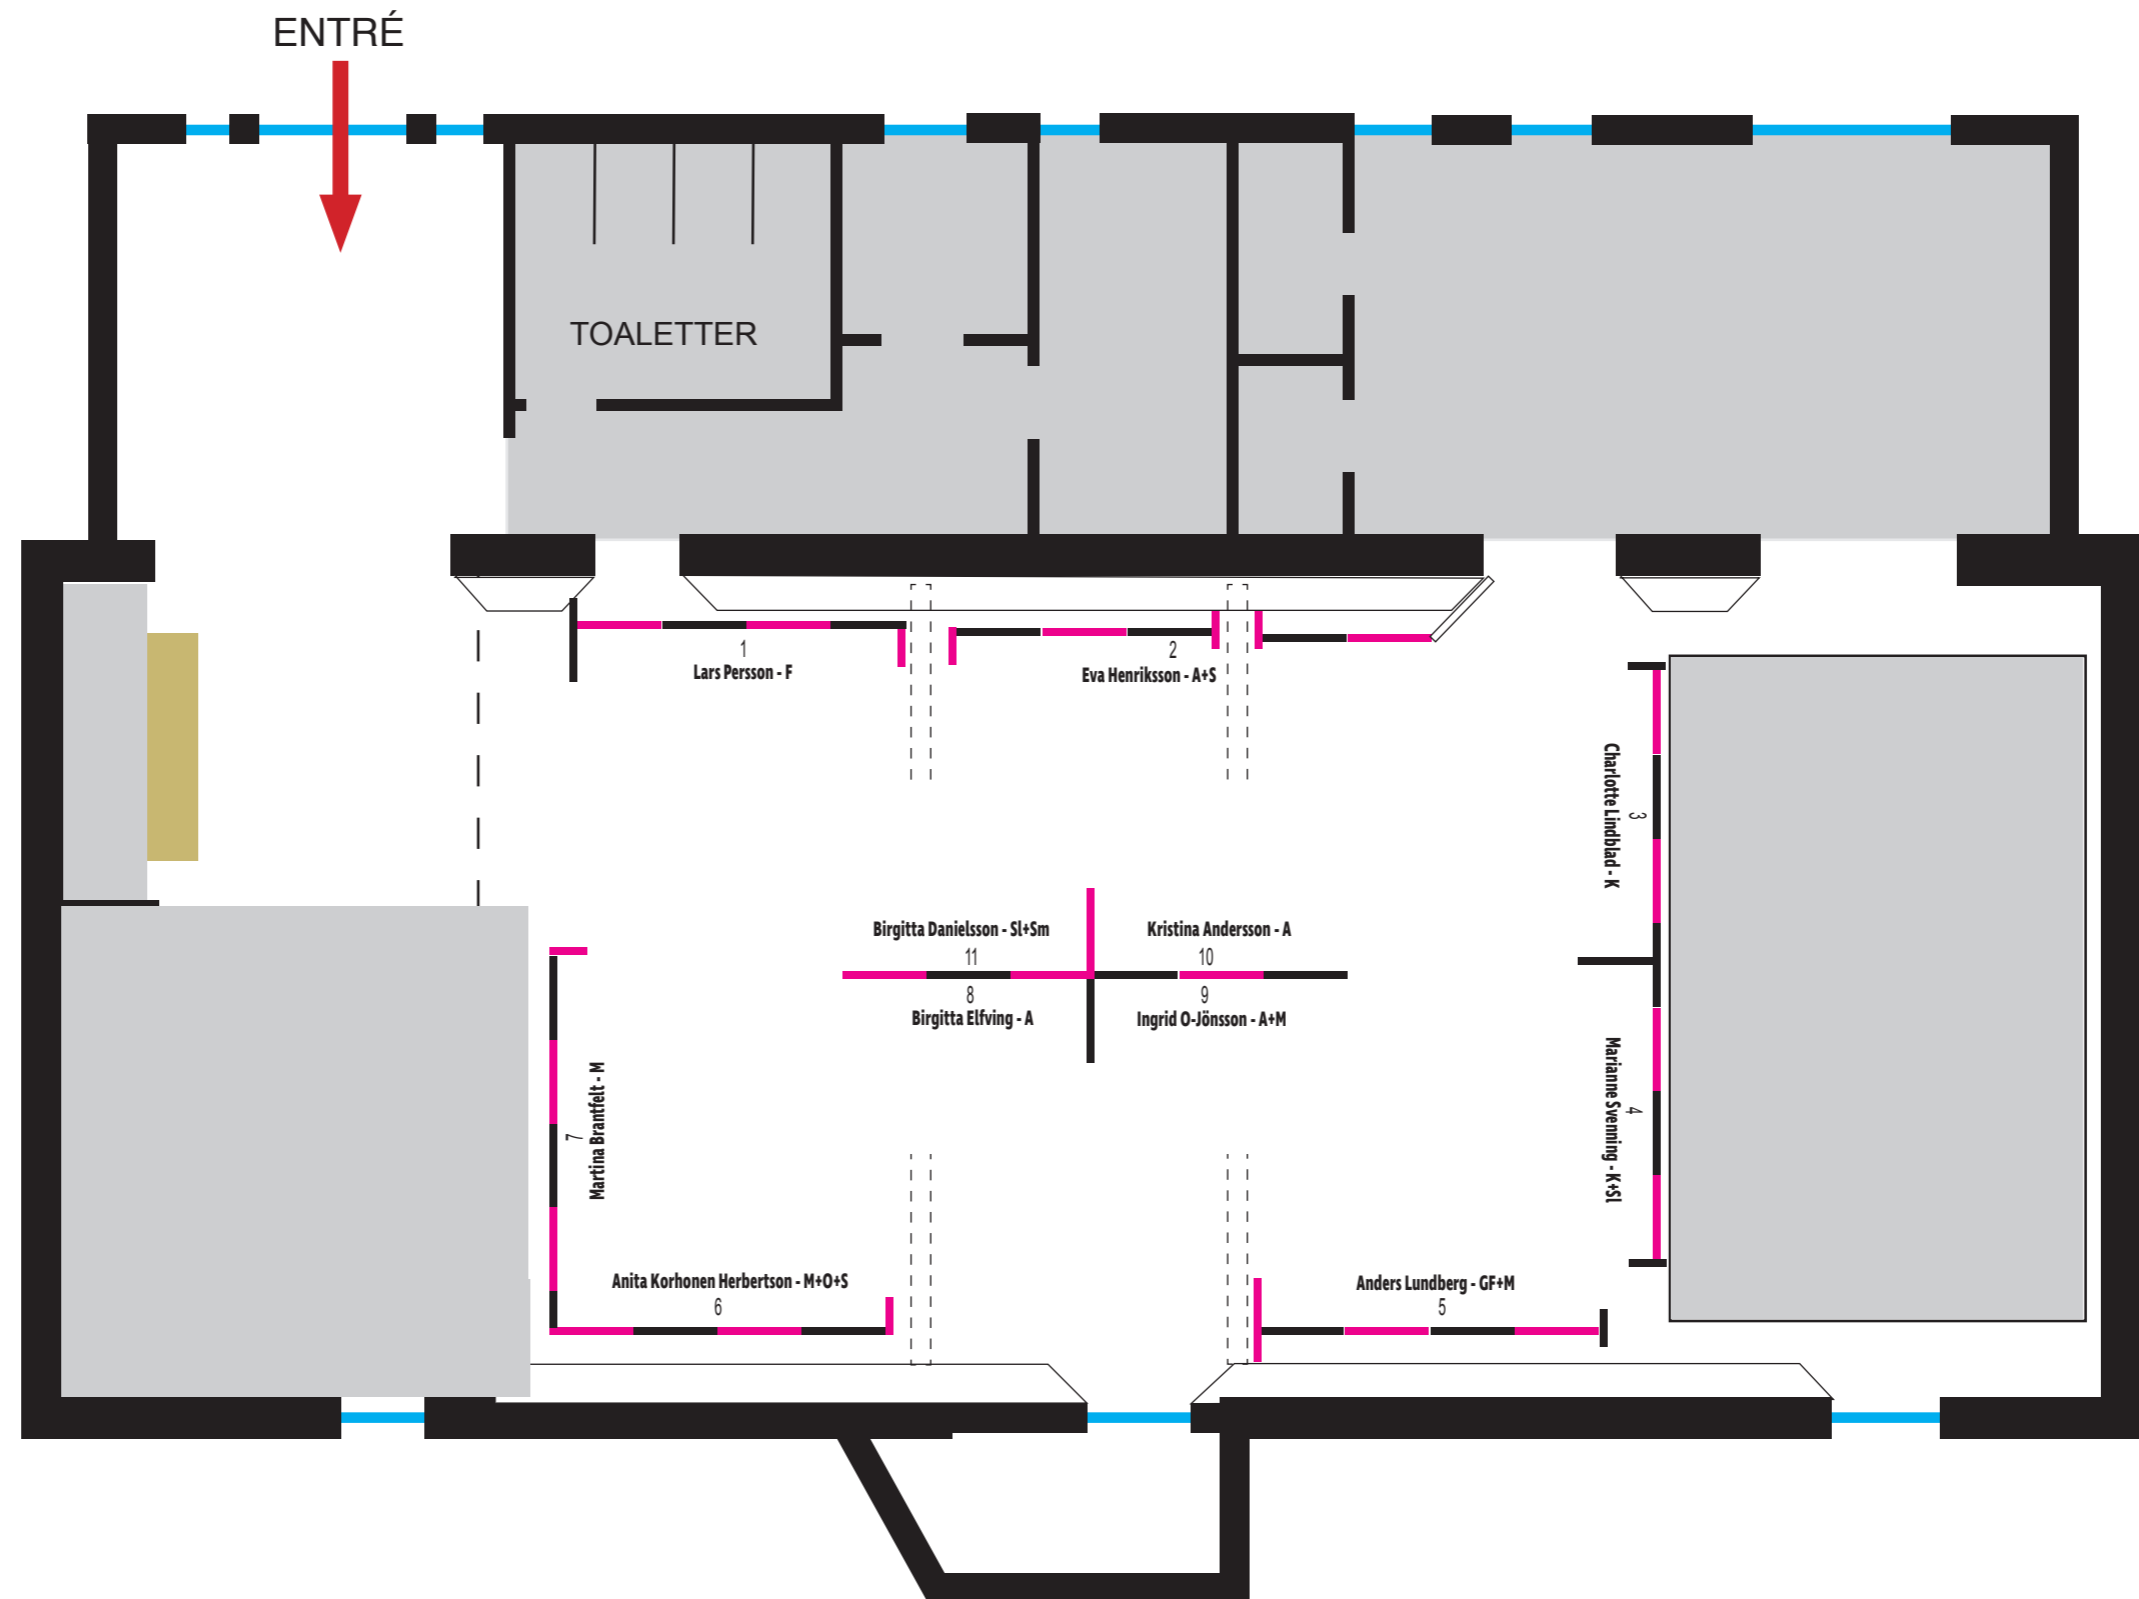 ENTRÉ
TOALETTER
1
Lars Persson - F
2
Eva Henriksson - A+S
3
Charlotte Lindblad - K
4
Marianne Svenning - K+Sl
Birgitta Danielsson - Sl+Sm
11
Kristina Andersson - A
10
8
Birgitta Elfving - A
9
Ingrid O-Jönsson - A+M
7
Martina Brantfelt - M
Anita Korhonen Herbertson - M+O+S
6
Anders Lundberg - GF+M
5